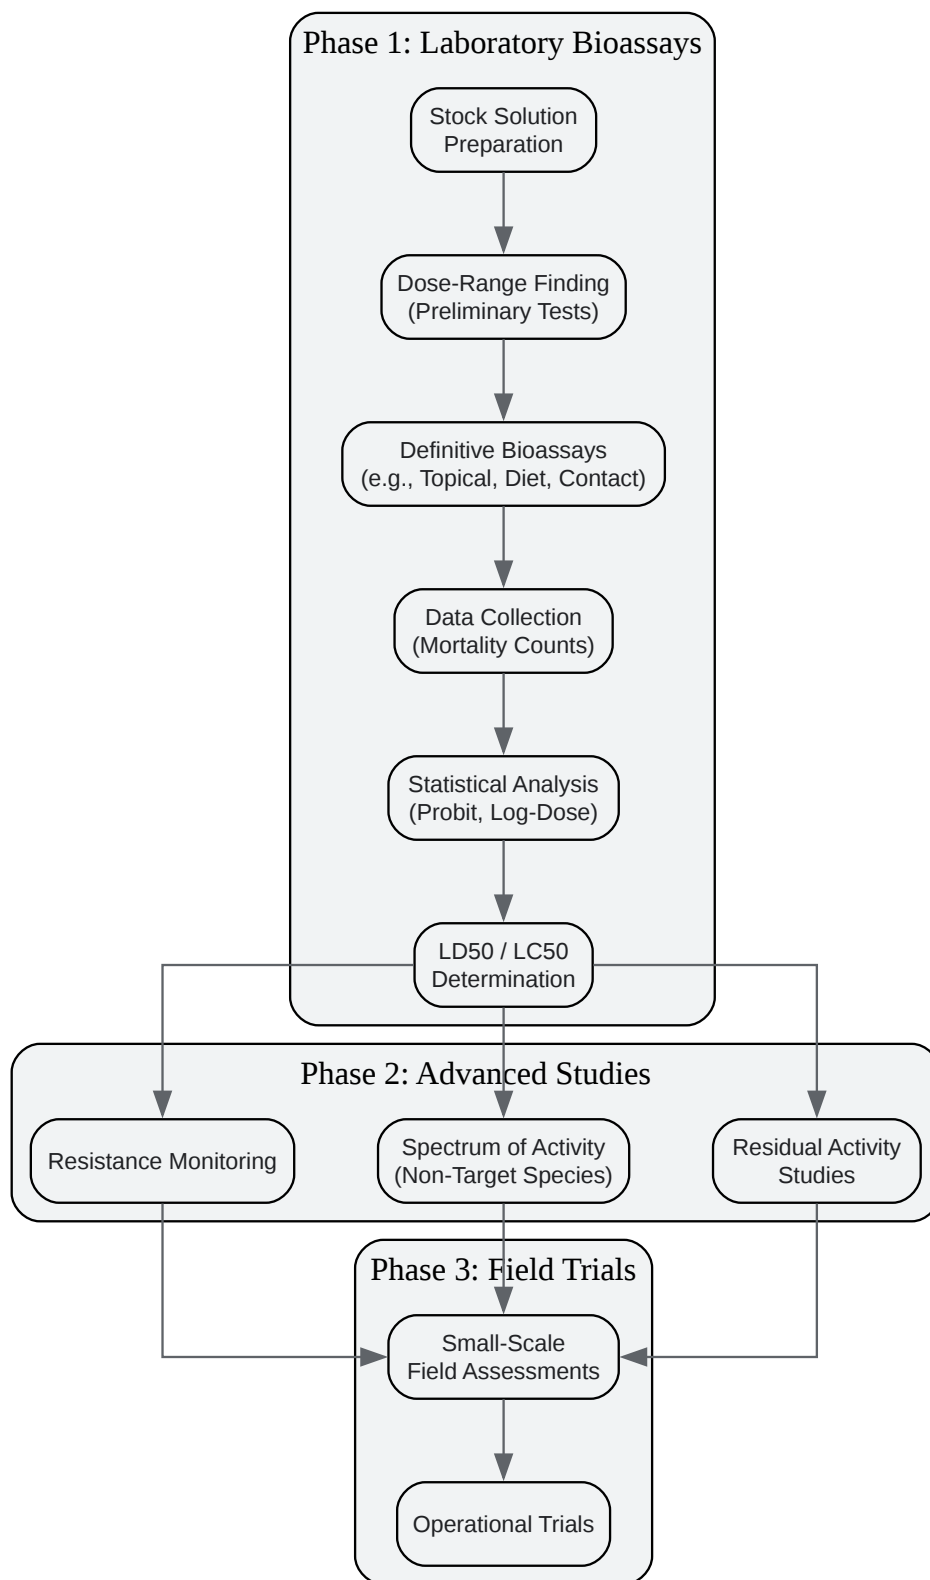 Phase 1: Laboratory Bioassays
Stock Solution
Preparation
Dose-Range Finding
(Preliminary Tests)
Definitive Bioassays
(e.g., Topical, Diet, Contact)
Data Collection
(Mortality Counts)
Statistical Analysis
(Probit, Log-Dose)
LD50 / LC50
Determination
Phase 2: Advanced Studies
Resistance Monitoring
Spectrum of Activity
(Non-Target Species)
Residual Activity
Studies
Phase 3: Field Trials
Small-Scale
Field Assessments
Operational Trials